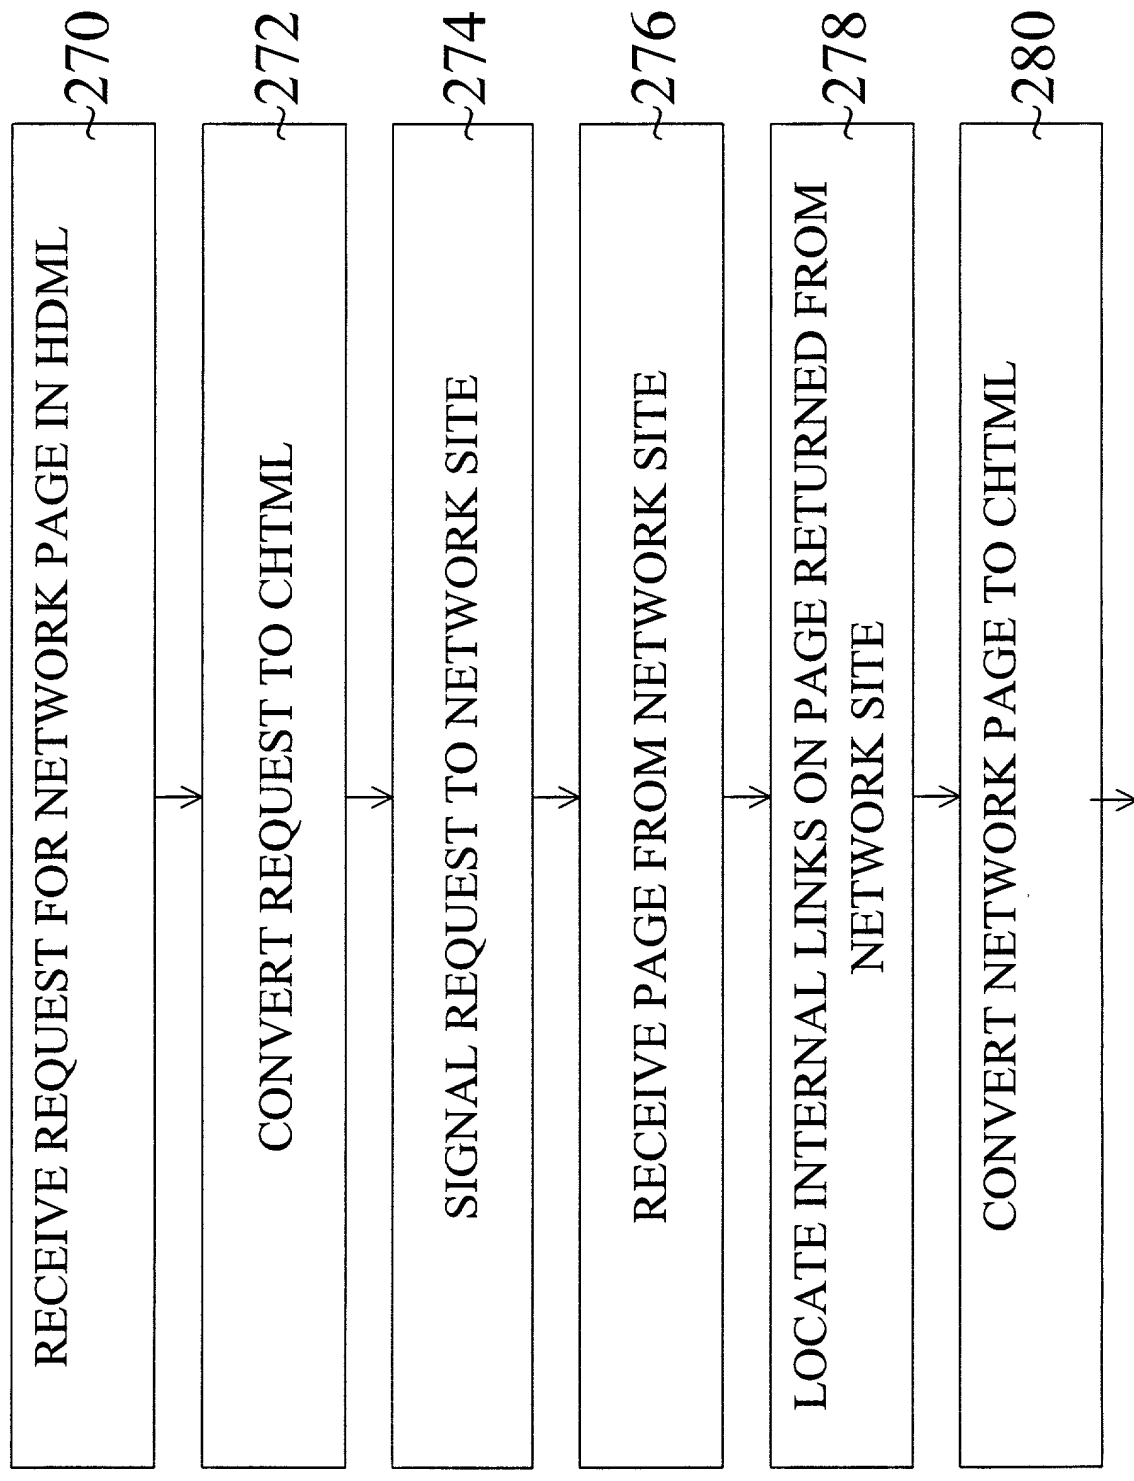 RECEIVE REQUEST FOR NETWORK PAGE IN HDML
~270
CONVERT REQUEST TO CHTML
~272
SIGNAL REQUEST TO NETWORK SITE
~274
RECEIVE PAGE FROM NETWORK SITE
~276
LOCATE INTERNAL LINKS ON PAGE RETURNED FROM
NETWORK SITE
~278
CONVERT NETWORK PAGE TO CHTML
~280